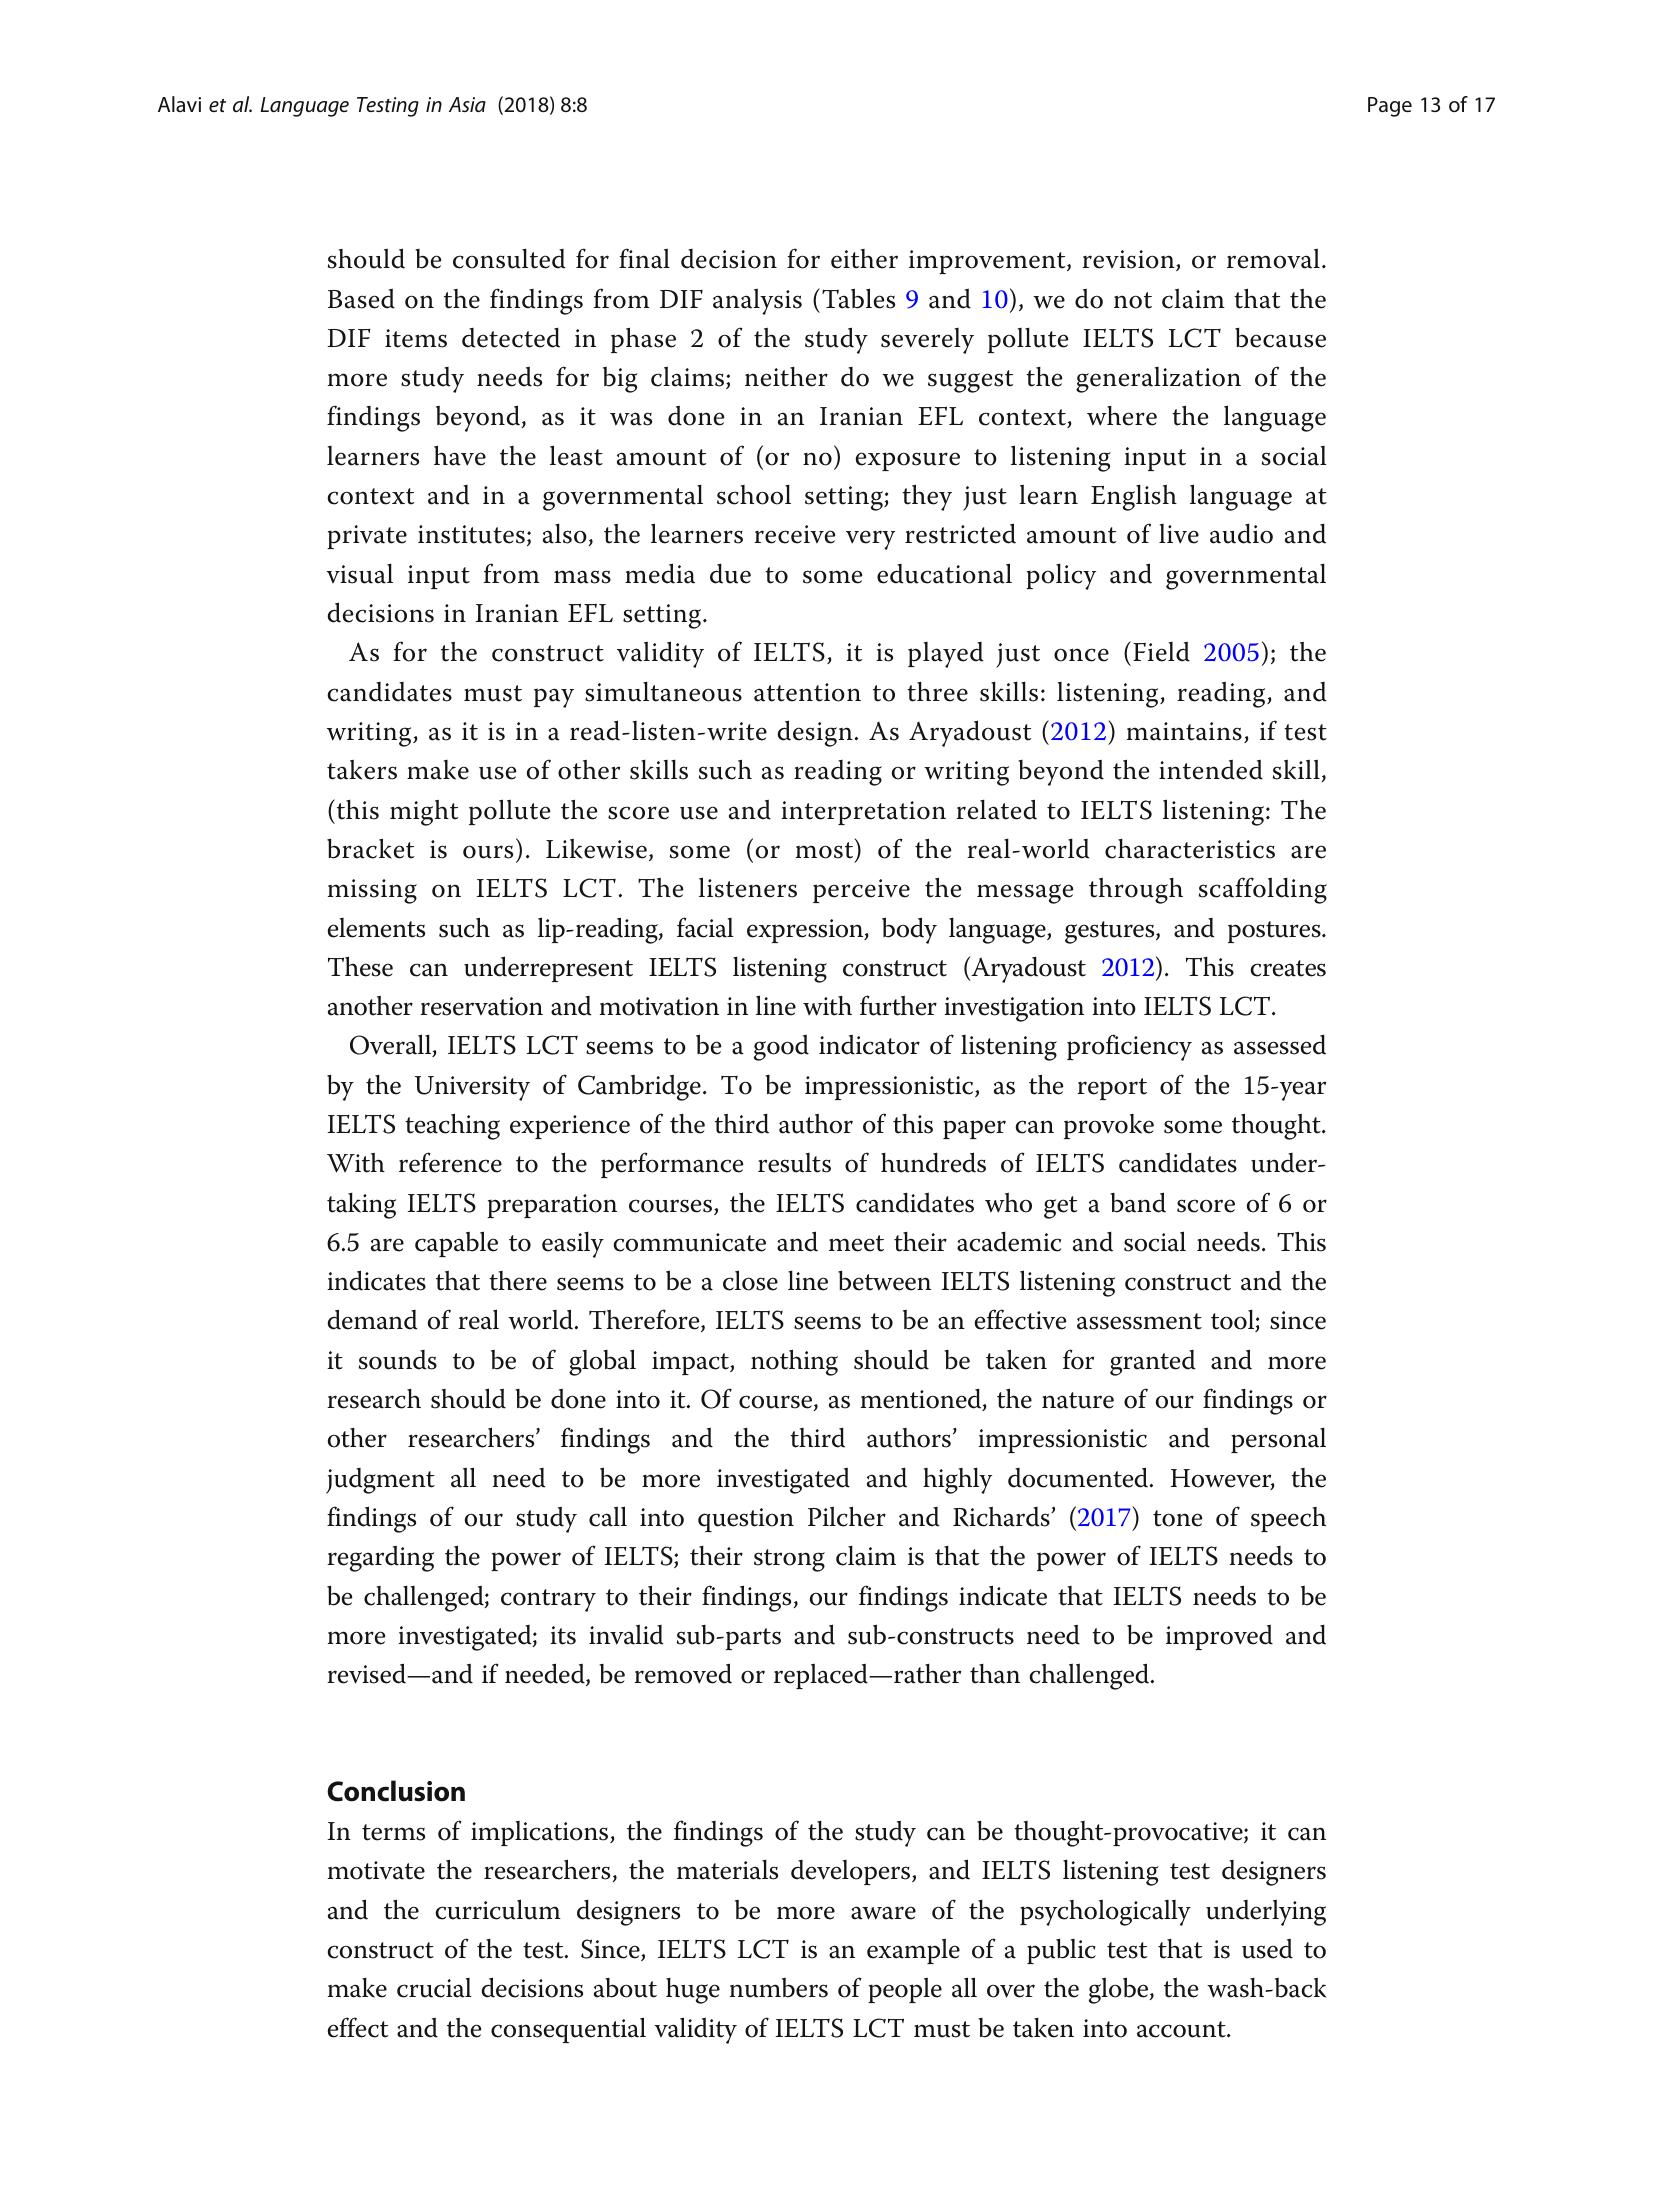 Alavi et al. Language Testing in Asia (2018) 8:8
Page 13 of 17
should be consulted for final decision for either improvement, revision, or removal.
Based on the findings from DIF analysis (Tables 9 and 10), we do not claim that the
DIF items detected in phase 2 of the study severely pollute IELTS LCT because
more study needs for big claims; neither do we suggest the generalization of the
findings beyond, as it was done in an Iranian EFL context, where the language
learners have the least amount of (or no) exposure to listening input in a social
context and in a governmental school setting; they just learn English language at
private institutes; also, the learners receive very restricted amount of live audio and
visual input from mass media due to some educational policy and governmental
decisions in Iranian EFL setting.
As for the construct validity of IELTS, it is played just once (Field 2005); the
candidates must pay simultaneous attention to three skills: listening, reading, and
writing, as it is in a read-listen-write design. As Aryadoust (2012) maintains, if test
takers make use of other skills such as reading or writing beyond the intended skill,
(this might pollute the score use and interpretation related to IELTS listening: The
bracket is ours). Likewise, some (or most) of the real-world characteristics are
missing on IELTS LCT. The listeners perceive the message through scaffolding
elements such as lip-reading, facial expression, body language, gestures, and postures.
These can underrepresent IELTS listening construct (Aryadoust 2012). This creates
another reservation and motivation in line with further investigation into IELTS LCT.
Overall, IELTS LCT seems to be a good indicator of listening proficiency as assessed
by the University of Cambridge. To be impressionistic, as the report of the 15-year
IELTS teaching experience of the third author of this paper can provoke some thought.
With reference to the performance results of hundreds of IELTS candidates under-
taking IELTS preparation courses, the IELTS candidates who get a band score of 6 or
6.5 are capable to easily communicate and meet their academic and social needs. This
indicates that there seems to be a close line between IELTS listening construct and the
demand of real world. Therefore, IELTS seems to be an effective assessment tool; since
it sounds to be of global impact, nothing should be taken for granted and more
research should be done into it. Of course, as mentioned, the nature of our findings or
other researchers’ findings and the third authors’ impressionistic and personal
judgment all need to be more investigated and highly documented. However, the
findings of our study call into question Pilcher and Richards’ (2017) tone of speech
regarding the power of IELTS; their strong claim is that the power of IELTS needs to
be challenged; contrary to their findings, our findings indicate that IELTS needs to be
more investigated; its invalid sub-parts and sub-constructs need to be improved and
revised—and if needed, be removed or replaced—rather than challenged.
Conclusion
In terms of implications, the findings of the study can be thought-provocative; it can
motivate the researchers, the materials developers, and IELTS listening test designers
and the curriculum designers to be more aware of the psychologically underlying
construct of the test. Since, IELTS LCT is an example of a public test that is used to
make crucial decisions about huge numbers of people all over the globe, the wash-back
effect and the consequential validity of IELTS LCT must be taken into account.